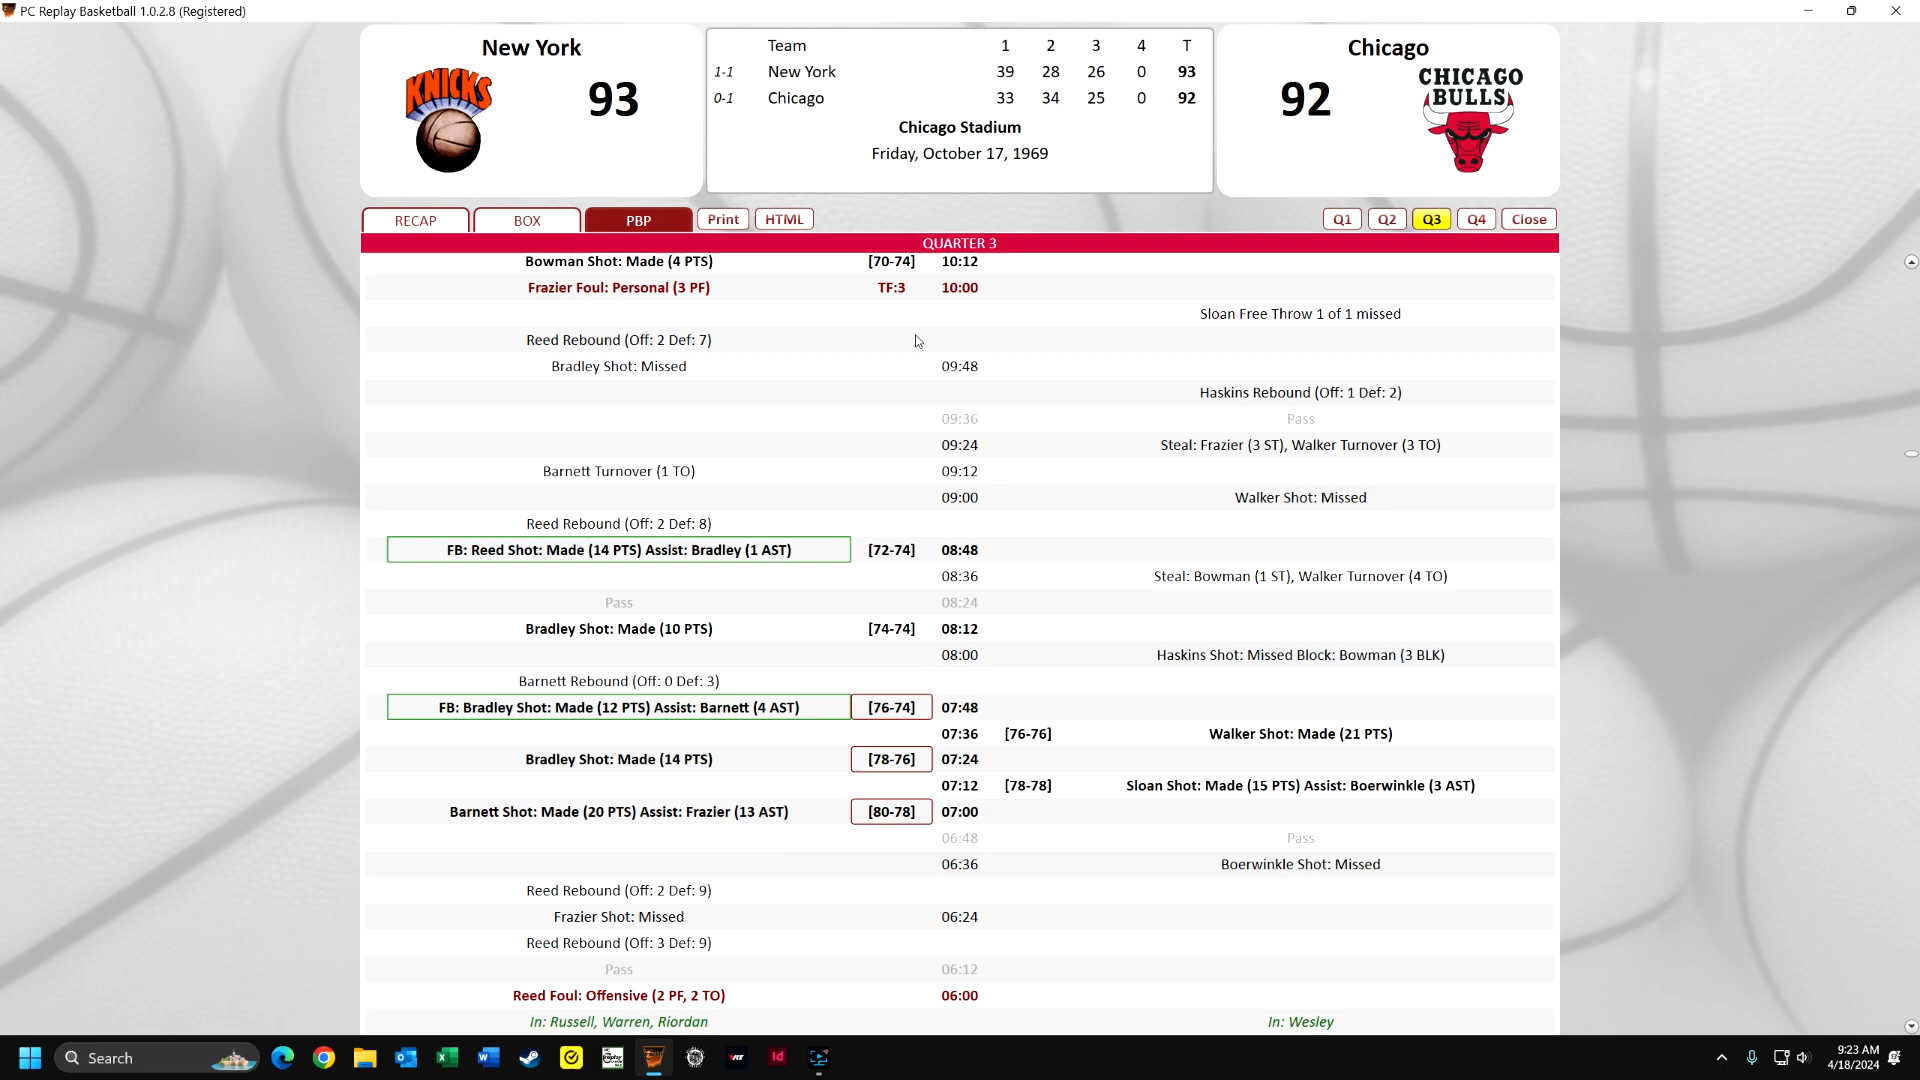 PC Replay Basketball 1.0.2.8 (Registered)
New York
KNICKS
93
Team 1 2 3 4 T
1-1 New York 39 28 26 0 93
0-1 Chicago 33 34 25 0 92
Chicago Stadium
Friday, October 17, 1969
Chicago
92
CHICAGO
BULLS
RECAP BOX PBP Print HTML Q1 Q2 Q3 Q4 Close
QUARTER 3
Bowman Shot: Made (4 PTS) [70-74] 10:12
Frazier Foul: Personal (3 PF) TF:3 10:00
Sloan Free Throw 1 of 1 missed
Reed Rebound (Off: 2 Def: 7)
Bradley Shot: Missed 09:48
Haskins Rebound (Off: 1 Def: 2)
09:36 Pass
09:24 Steal: Frazier (3 ST), Walker Turnover (3 TO)
Barnett Turnover (1 TO) 09:12
09:00 Walker Shot: Missed
Reed Rebound (Off: 2 Def: 8)
FB: Reed Shot: Made (14 PTS) Assist: Bradley (1 AST) [72-74] 08:48
08:36 Steal: Bowman (1 ST), Walker Turnover (4 TO)
Pass 08:24
Bradley Shot: Made (10 PTS) [74-74] 08:12
08:00 Haskins Shot: Missed Block: Bowman (3 BLK)
Barnett Rebound (Off: 0 Def: 3)
FB: Bradley Shot: Made (12 PTS) Assist: Barnett (4 AST) [76-74] 07:48
07:36 [76-76] Walker Shot: Made (21 PTS)
Bradley Shot: Made (14 PTS) [78-76] 07:24
07:12 [78-78] Sloan Shot: Made (15 PTS) Assist: Boerwinkle (3 AST)
Barnett Shot: Made (20 PTS) Assist: Frazier (13 AST) [80-78] 07:00
06:48 Pass
06:36 Boerwinkle Shot: Missed
Reed Rebound (Off: 2 Def: 9)
Frazier Shot: Missed 06:24
Reed Rebound (Off: 3 Def: 9)
Pass 06:12
Reed Foul: Offensive (2 PF, 2 TO) 06:00
In: Russell, Warren, Riordan In: Wesley
Search
Id
9:23 AM
4/18/2024